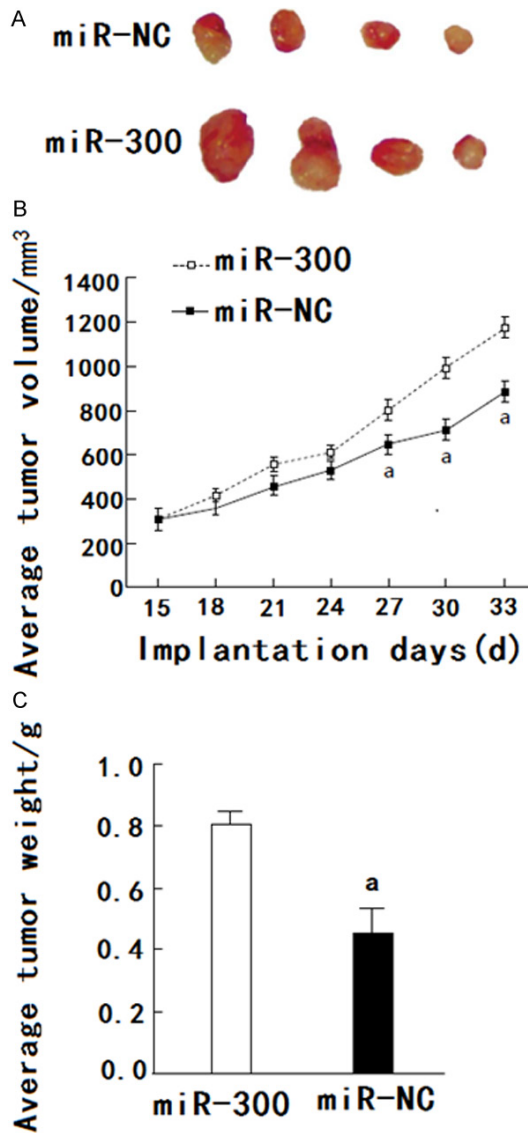 A
miR-NC
miR-300
B
Average tumor volume/mm³
1400
1200
1000
800
600
400
200
0
miR-300
miR-NC
a a a
15 18 21 24 27 30 33
Implantation days(d)
C
Average tumor weight/g
1.0
0.8
0.6
0.4
0.2
0.0
a
miR-300 miR-NC